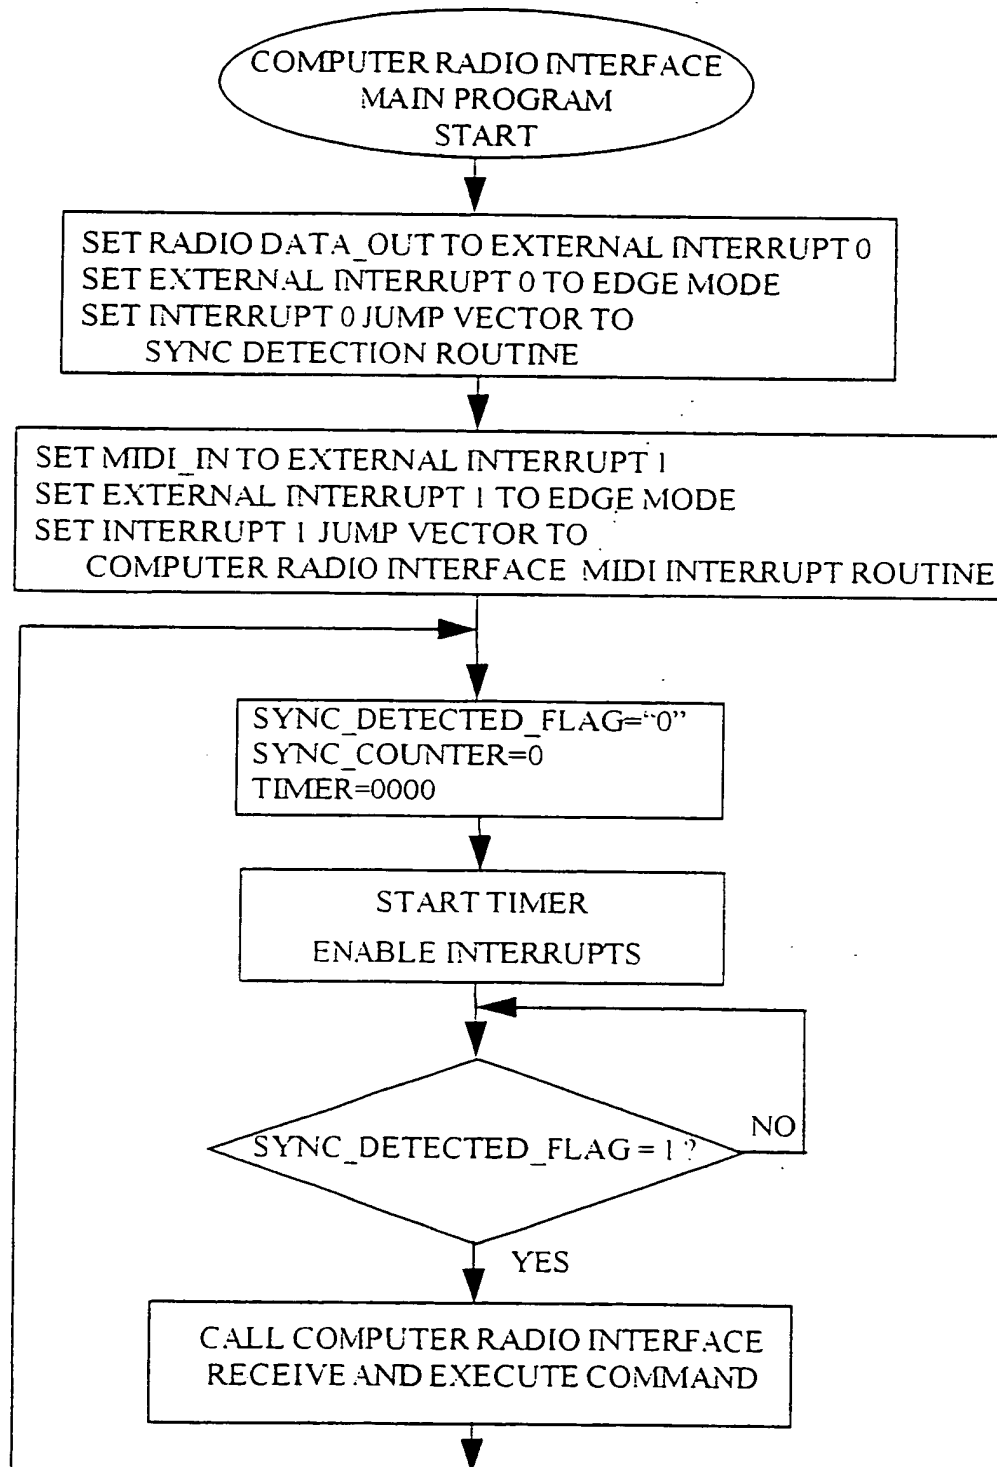 COMPUTER RADIO INTERFACE
MAIN PROGRAM
START
SET RADIO DATA_OUT TO EXTERNAL INTERRUPT 0
SET EXTERNAL INTERRUPT 0 TO EDGE MODE
SET INTERRUPT 0 JUMP VECTOR TO
SYNC DETECTION ROUTINE
SET MIDI_IN TO EXTERNAL INTERRUPT 1
SET EXTERNAL INTERRUPT 1 TO EDGE MODE
SET INTERRUPT 1 JUMP VECTOR TO
COMPUTER RADIO INTERFACE MIDI INTERRUPT ROUTINE
SYNC_DETECTED_FLAG=“0”
SYNC_COUNTER=0
TIMER=0000
START TIMER
ENABLE INTERRUPTS
SYNC_DETECTED_FLAG = 1 ?
NO
YES
CALL COMPUTER RADIO INTERFACE
RECEIVE AND EXECUTE COMMAND